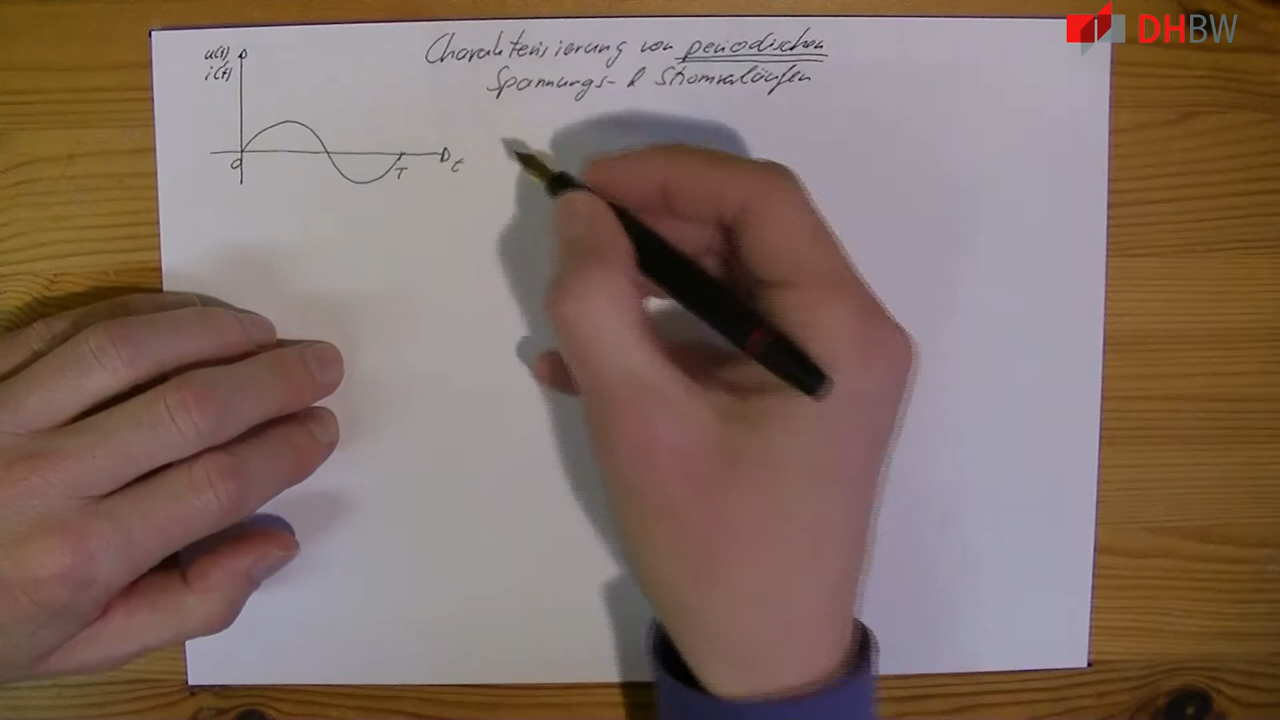 DHBW
Charakterisierung von periodischen
Spannungs- & Stromverläufen
u(t)
i(t)
0
T
t